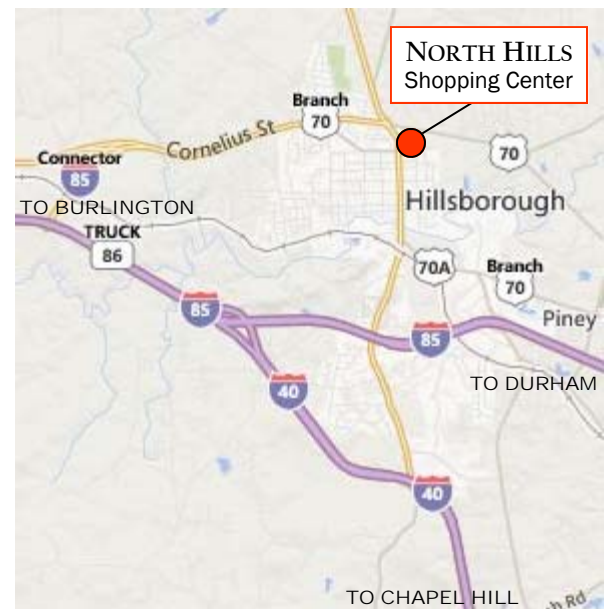 NORTH HILLS
Shopping Center
Branch
70
Cornelius St
70
Connector
85
Hillsborough
TO BURLINGTON
TRUCK
86
70A
Branch
70
85
Piney
85
TO DURHAM
40
40
TO CHAPEL HILL
Rd